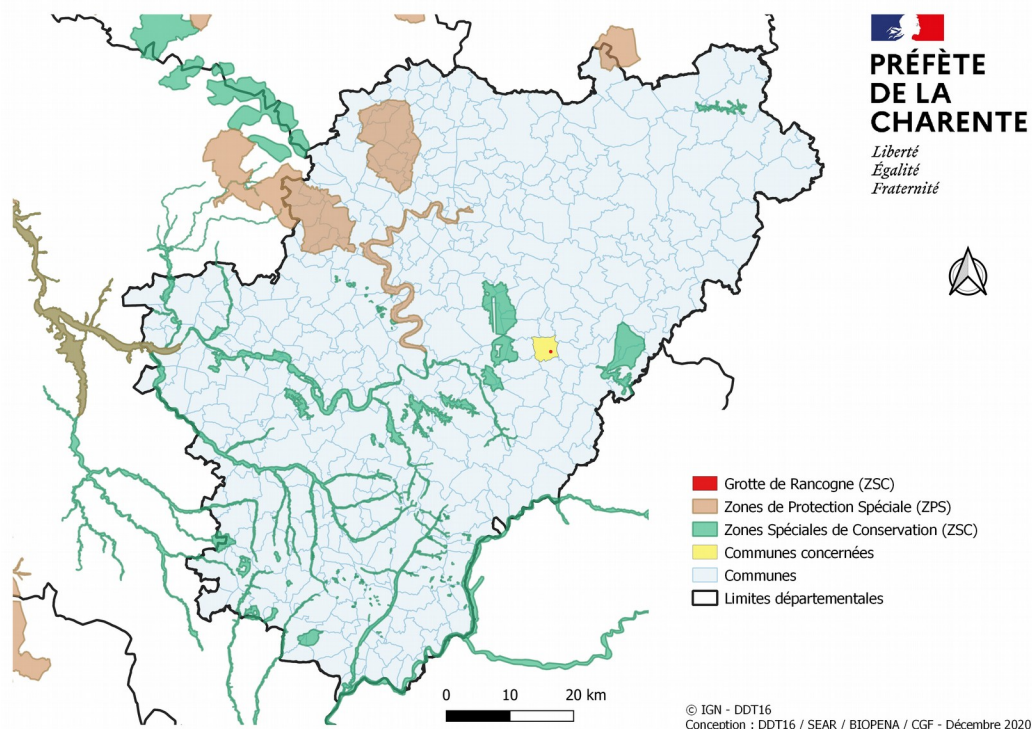 PRÉFÈTE
DE LA
CHARENTE
Liberté
Égalité
Fraternité
Grotte de Rancogne (ZSC)
Zones de Protection Spéciale (ZPS)
Zones Spéciales de Conservation (ZSC)
Communes concernées
Communes
Limites départementales
0 10 20 km
© IGN - DDT16
Conception : DDT16 / SEAR / BIOPENA / CGF - Décembre 2020